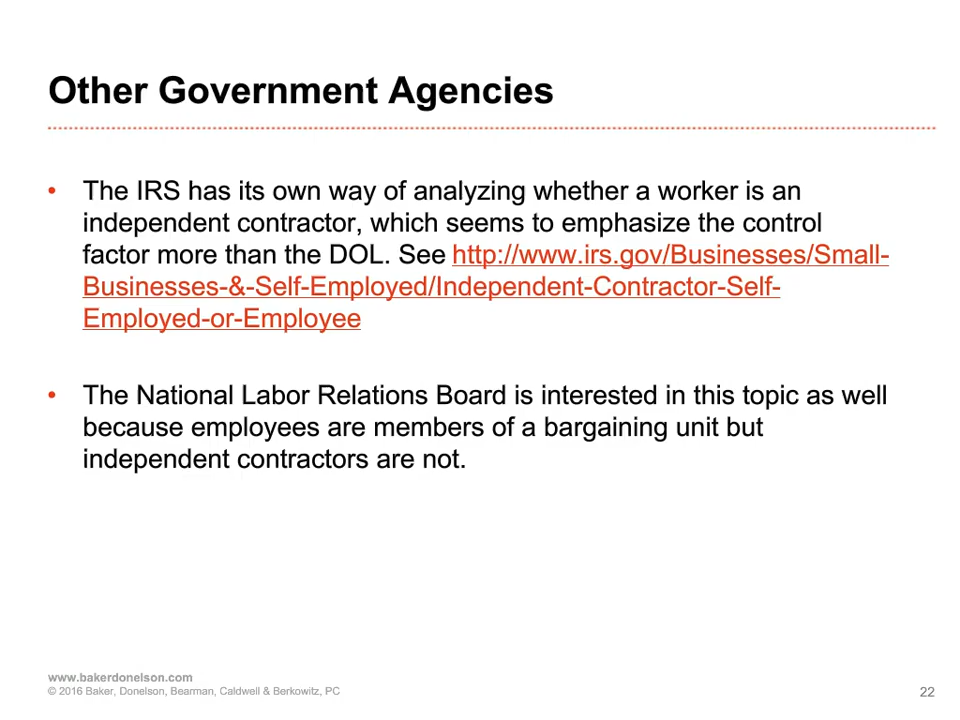 Other Government Agencies
• The IRS has its own way of analyzing whether a worker is an
independent contractor, which seems to emphasize the control
factor more than the DOL. See http://www.irs.gov/Businesses/Small-
Businesses-&-Self-Employed/Independent-Contractor-Self-
Employed-or-Employee
• The National Labor Relations Board is interested in this topic as well
because employees are members of a bargaining unit but
independent contractors are not.
www.bakerdonelson.com
© 2016 Baker, Donelson, Bearman, Caldwell & Berkowitz, PC
22